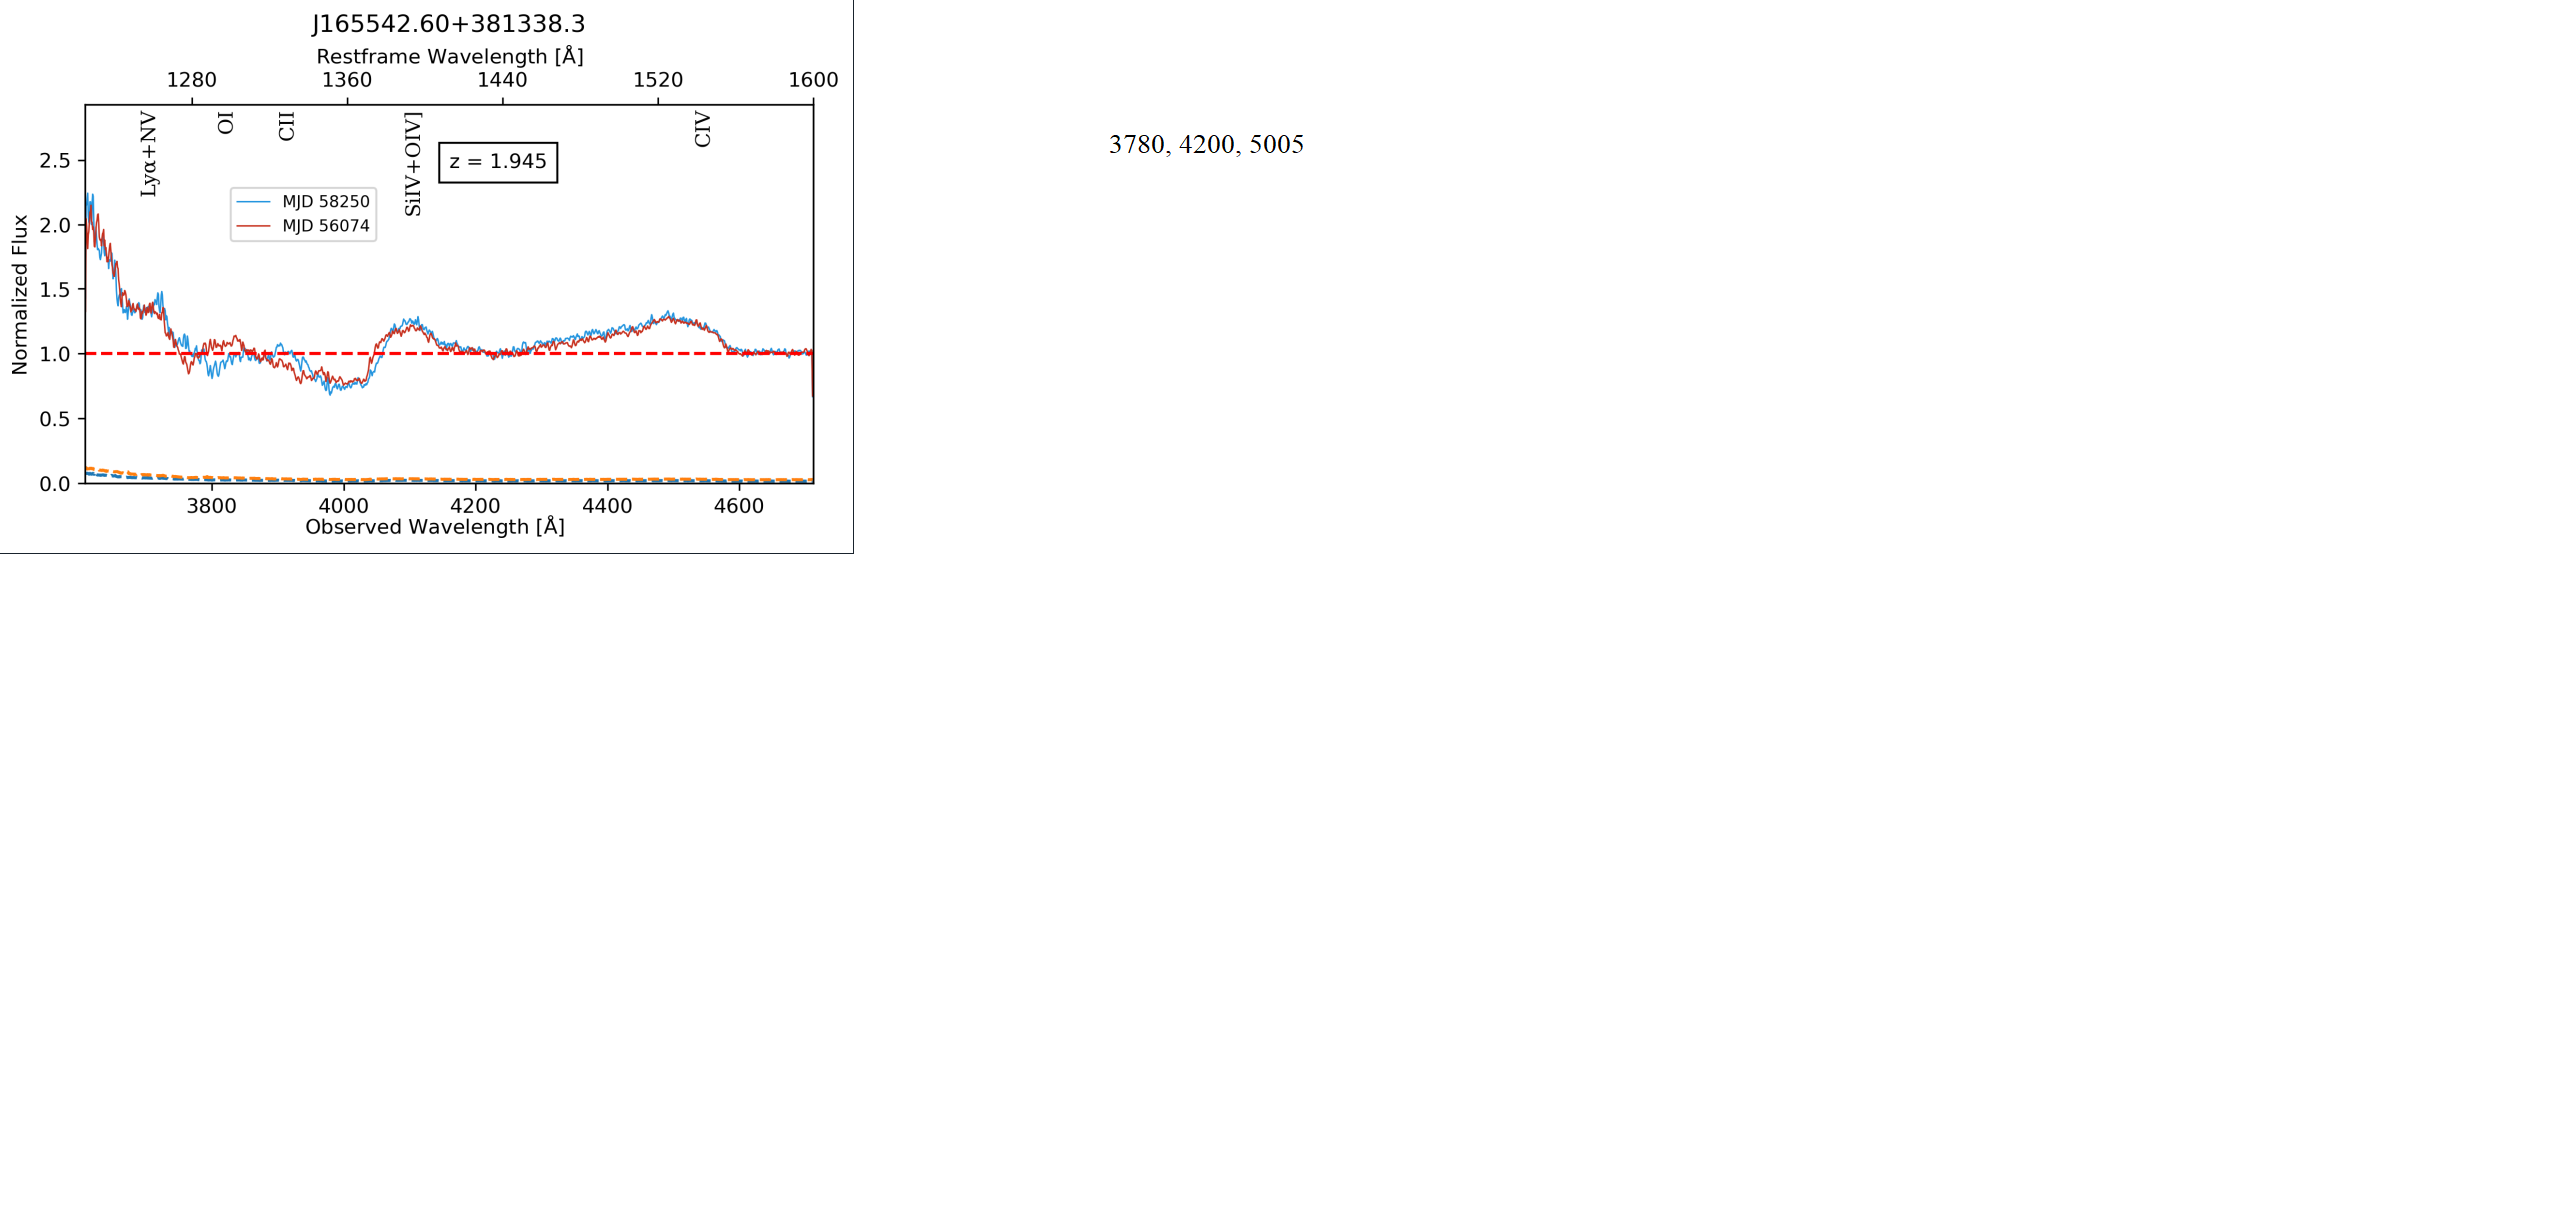 J165542.60+381338.3
Restframe Wavelength [Å]
1280 1360 1440 1520 1600
Lyα+NV
OI
CII
SiIV+OIV]
CIV
z = 1.945
MJD 58250
MJD 56074
Normalized Flux
2.5
2.0
1.5
1.0
0.5
0.0
3800 4000 4200 4400 4600
Observed Wavelength [Å]
3780, 4200, 5005